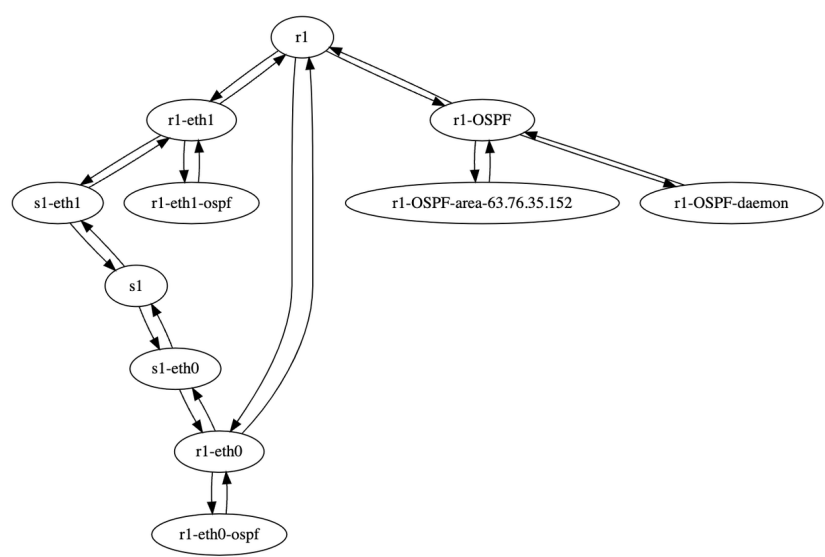 r1
r1-eth1
r1-OSPF
s1-eth1
r1-eth1-ospf
r1-OSPF-area-63.76.35.152
r1-OSPF-daemon
s1
s1-eth0
r1-eth0
r1-eth0-ospf